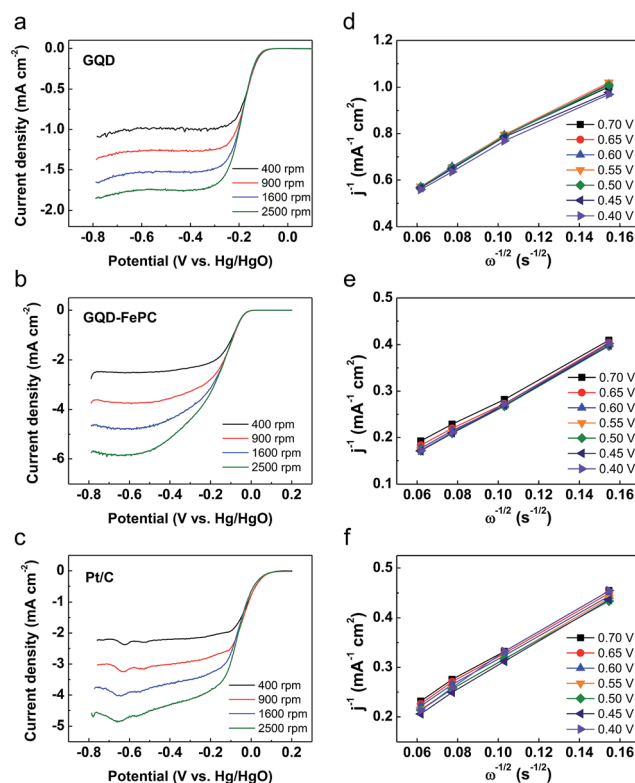 a
GQD
0.0
-0.5
-1.0
-1.5
-2.0
Current density (mA cm-2)
400 rpm
900 rpm
1600 rpm
2500 rpm
-0.8 -0.6 -0.4 -0.2 0.0
Potential (V vs. Hg/HgO)
d
1.2
1.0
0.8
0.6
0.4
j-1 (mA-1 cm2)
0.70 V
0.65 V
0.60 V
0.55 V
0.50 V
0.45 V
0.40 V
0.06 0.08 0.10 0.12 0.14 0.16
ω-1/2 (s-1/2)
b
GQD-FePC
0
-2
-4
-6
Current density (mA cm-2)
400 rpm
900 rpm
1600 rpm
2500 rpm
-0.8 -0.6 -0.4 -0.2 0.0 0.2
Potential (V vs. Hg/HgO)
e
0.5
0.4
0.3
0.2
0.1
j-1 (mA-1 cm2)
0.70 V
0.65 V
0.60 V
0.55 V
0.50 V
0.45 V
0.40 V
0.06 0.08 0.10 0.12 0.14 0.16
ω-1/2 (s-1/2)
c
Pt/C
0
-1
-2
-3
-4
-5
Current density (mA cm-2)
400 rpm
900 rpm
1600 rpm
2500 rpm
-0.8 -0.6 -0.4 -0.2 0.0 0.2
Potential (V vs. Hg/HgO)
f
0.5
0.4
0.3
0.2
j-1 (mA-1 cm2)
0.70 V
0.65 V
0.60 V
0.55 V
0.50 V
0.45 V
0.40 V
0.06 0.08 0.10 0.12 0.14 0.16
ω-1/2 (s-1/2)